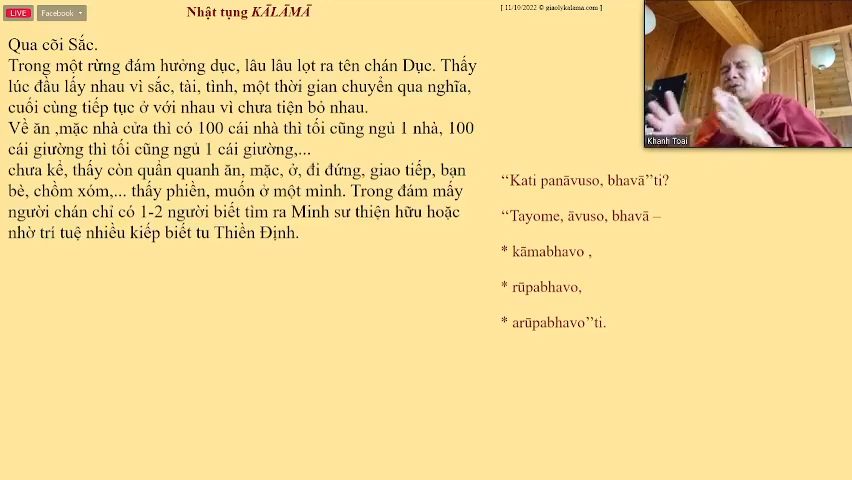 LIVE Facebook
Nhật tụng KĀLĀMĀ
[ 11/10/2022 © giaolykalama.com ]
Qua cõi Sắc.
Trong một rừng đám hưởng dục, lâu lâu lọt ra tên chán Dục. Thấy
lúc đầu lấy nhau vì sắc, tài, tình, một thời gian chuyển qua nghĩa,
cuối cùng tiếp tục ở với nhau vì chưa tiện bỏ nhau.
Về ăn ,mặc nhà cửa thì có 100 cái nhà thì tối cũng ngủ 1 nhà, 100
cái giường thì tối cũng ngủ 1 cái giường,...
chưa kể, thấy còn quẩn quanh ăn, mặc, ở, đi đứng, giao tiếp, bạn
bè, chồm xóm,... thấy phiền, muốn ở một mình. Trong đám mấy
người chán chỉ có 1-2 người biết tìm ra Minh sư thiện hữu hoặc
nhờ trí tuệ nhiều kiếp biết tu Thiền Định.
Khanh Toai
‘‘Kati panāvuso, bhavā’’ti?
‘‘Tayome, āvuso, bhavā –
* kāmabhavo ,
* rūpabhavo,
* arūpabhavo’’ti.